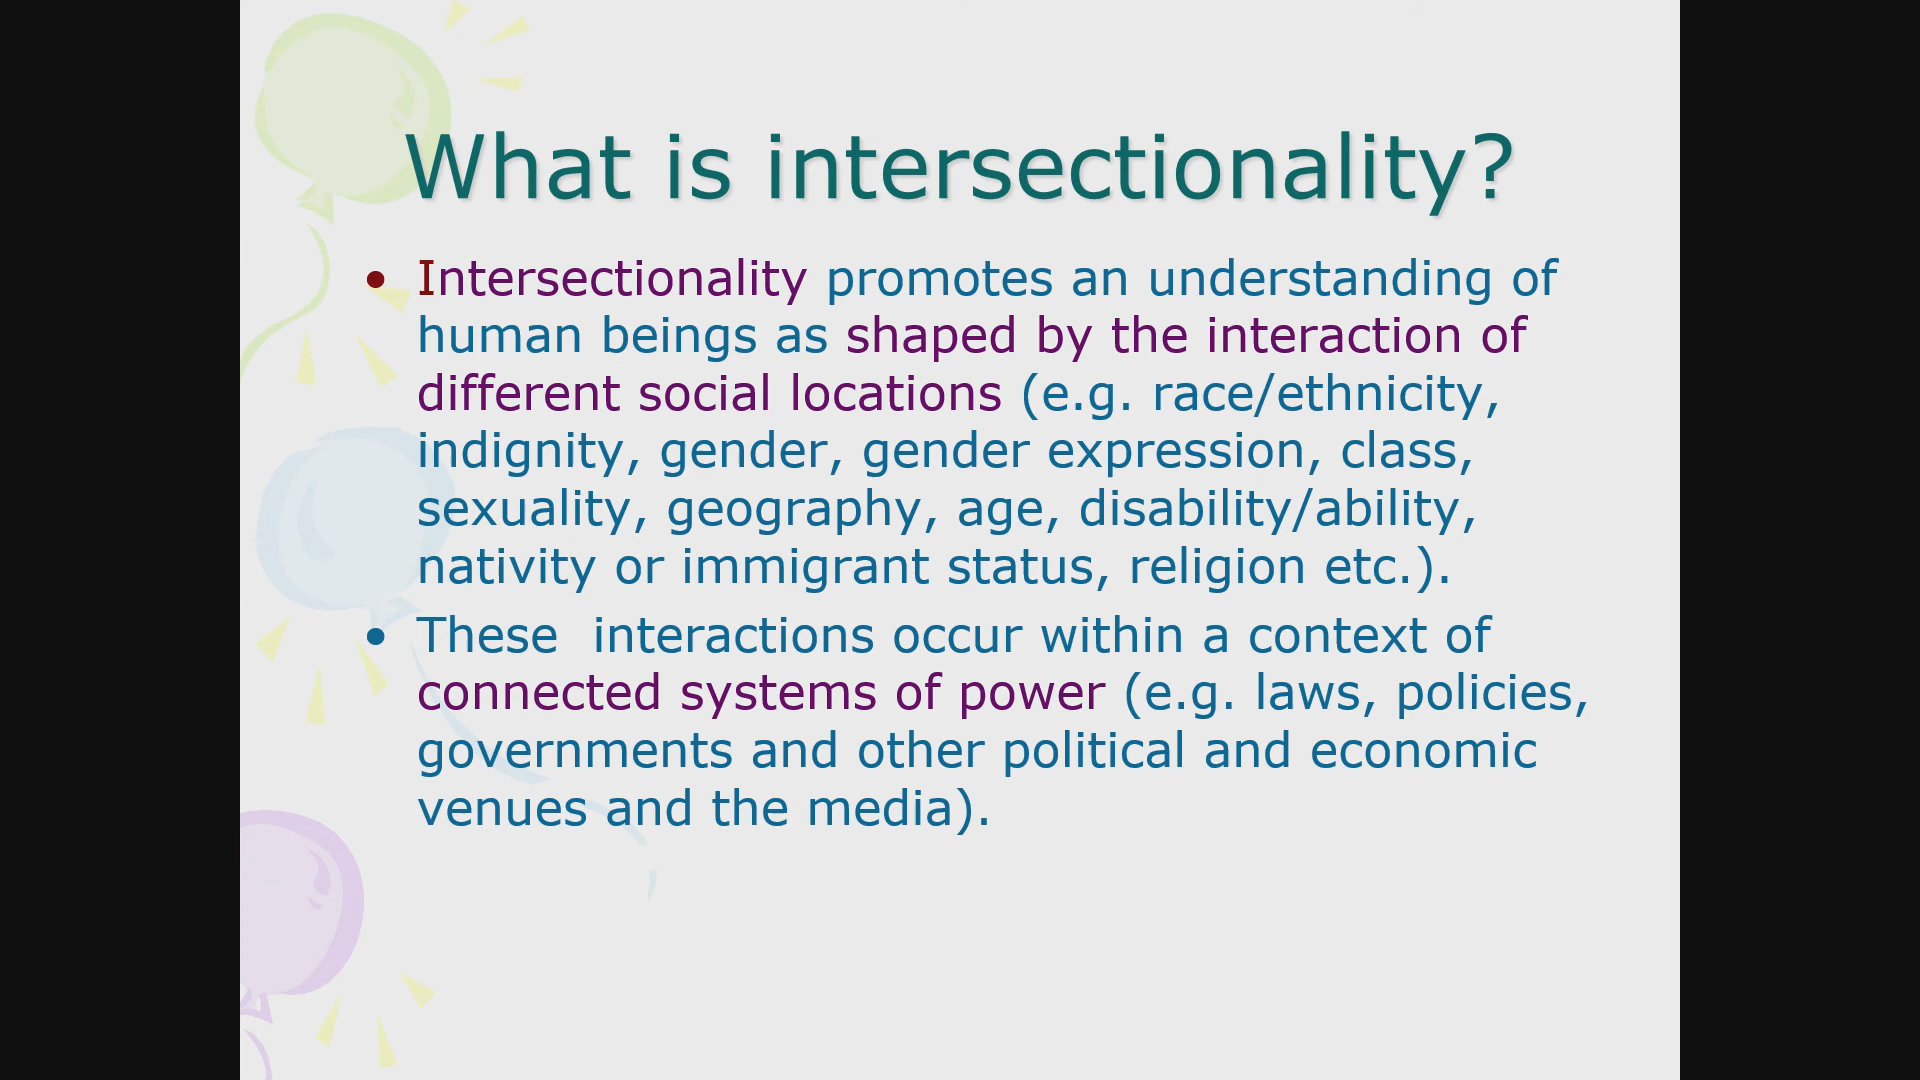 What is intersectionality?
• Intersectionality promotes an understanding of
human beings as shaped by the interaction of
different social locations (e.g. race/ethnicity,
indignity, gender, gender expression, class,
sexuality, geography, age, disability/ability,
nativity or immigrant status, religion etc.).
• These  interactions occur within a context of
connected systems of power (e.g. laws, policies,
governments and other political and economic
venues and the media).